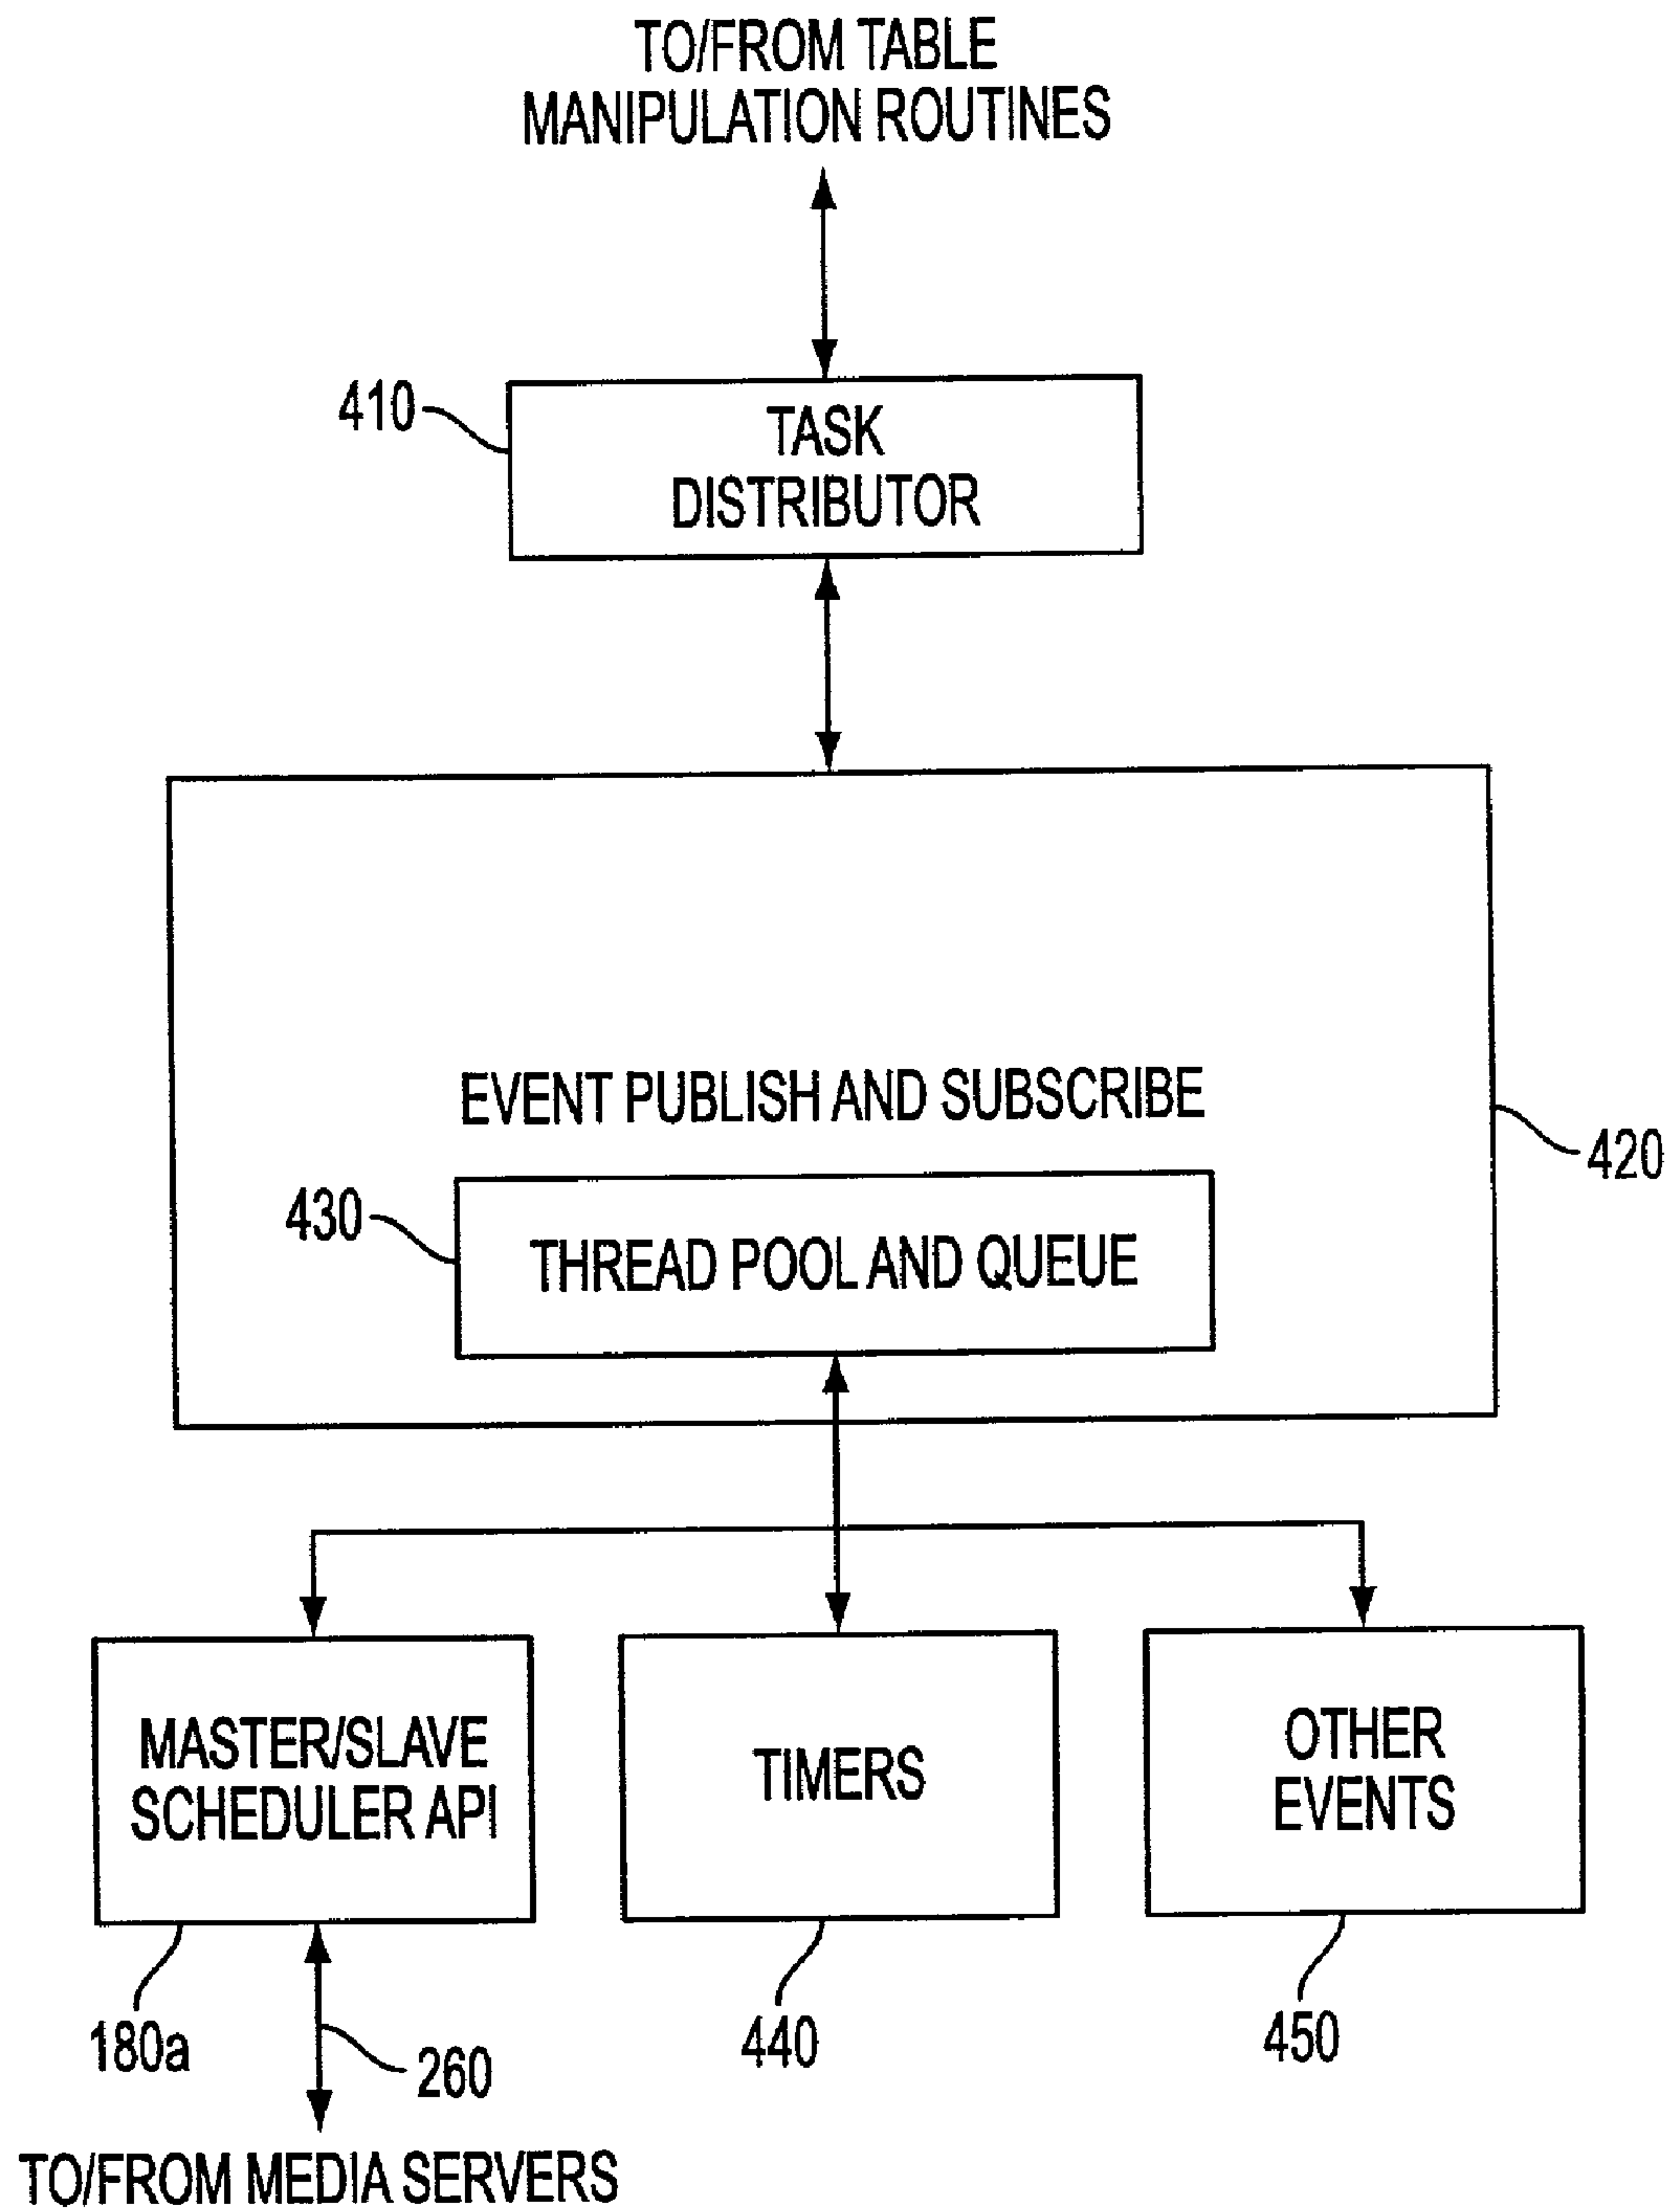 TO/FROM TABLE
MANIPULATION ROUTINES
410
TASK
DISTRIBUTOR
EVENT PUBLISH AND SUBSCRIBE
420
430
THREAD POOL AND QUEUE
MASTER/SLAVE
SCHEDULER API
TIMERS
OTHER
EVENTS
180a
260
440
450
TO/FROM MEDIA SERVERS